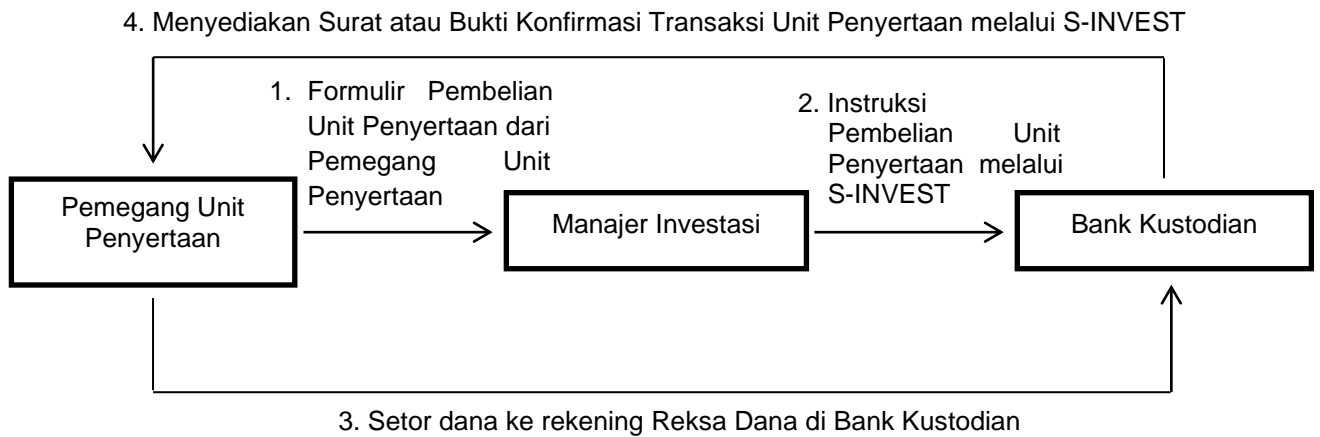 4. Menyediakan Surat atau Bukti Konfirmasi Transaksi Unit Penyertaan melalui S-INVEST
1. Formulir Pembelian
Unit Penyertaan dari
Pemegang Unit
Penyertaan
2. Instruksi
Pembelian Unit
Penyertaan melalui
S-INVEST
Pemegang Unit
Penyertaan
Manajer Investasi
Bank Kustodian
3. Setor dana ke rekening Reksa Dana di Bank Kustodian